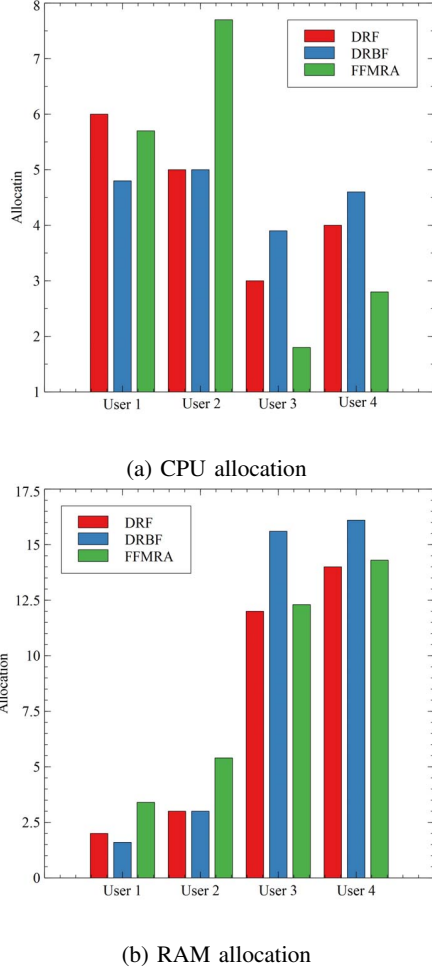 8
7
6
5
4
3
2
1
Allocatin
DRF
DRBF
FFMRA
User 1 User 2 User 3 User 4
(a) CPU allocation
17.5
15
12.5
10
7.5
5
2.5
0
Allocation
DRF
DRBF
FFMRA
User 1 User 2 User 3 User 4
(b) RAM allocation